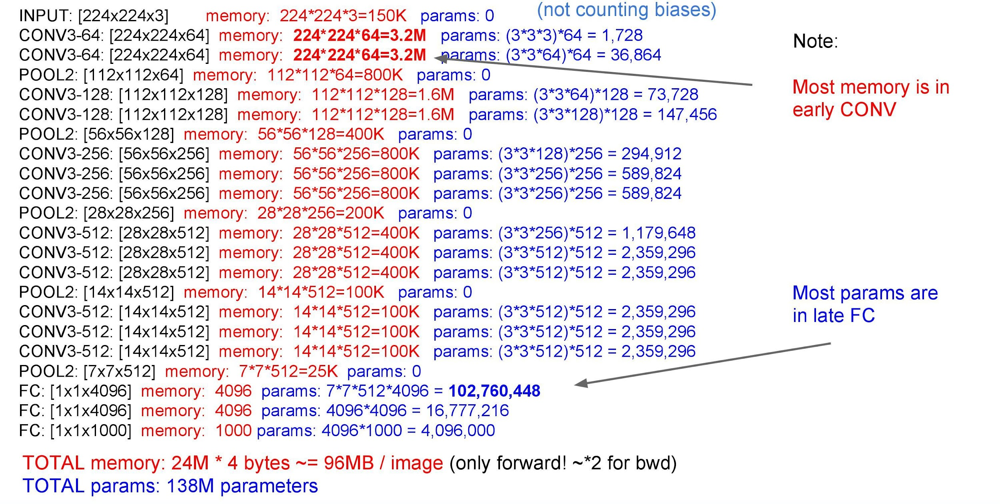 (not counting biases)
INPUT: [224x224x3] memory: 224*224*3=150K params: 0
CONV3-64: [224x224x64] memory: 224*224*64=3.2M params: (3*3*3)*64 = 1,728
CONV3-64: [224x224x64] memory: 224*224*64=3.2M params: (3*3*64)*64 = 36,864
POOL2: [112x112x64] memory: 112*112*64=800K params: 0
CONV3-128: [112x112x128] memory: 112*112*128=1.6M params: (3*3*64)*128 = 73,728
CONV3-128: [112x112x128] memory: 112*112*128=1.6M params: (3*3*128)*128 = 147,456
POOL2: [56x56x128] memory: 56*56*128=400K params: 0
CONV3-256: [56x56x256] memory: 56*56*256=800K params: (3*3*128)*256 = 294,912
CONV3-256: [56x56x256] memory: 56*56*256=800K params: (3*3*256)*256 = 589,824
CONV3-256: [56x56x256] memory: 56*56*256=800K params: (3*3*256)*256 = 589,824
POOL2: [28x28x256] memory: 28*28*256=200K params: 0
CONV3-512: [28x28x512] memory: 28*28*512=400K params: (3*3*256)*512 = 1,179,648
CONV3-512: [28x28x512] memory: 28*28*512=400K params: (3*3*512)*512 = 2,359,296
CONV3-512: [28x28x512] memory: 28*28*512=400K params: (3*3*512)*512 = 2,359,296
POOL2: [14x14x512] memory: 14*14*512=100K params: 0
CONV3-512: [14x14x512] memory: 14*14*512=100K params: (3*3*512)*512 = 2,359,296
CONV3-512: [14x14x512] memory: 14*14*512=100K params: (3*3*512)*512 = 2,359,296
CONV3-512: [14x14x512] memory: 14*14*512=100K params: (3*3*512)*512 = 2,359,296
POOL2: [7x7x512] memory: 7*7*512=25K params: 0
FC: [1x1x4096] memory: 4096 params: 7*7*512*4096 = 102,760,448
FC: [1x1x4096] memory: 4096 params: 4096*4096 = 16,777,216
FC: [1x1x1000] memory: 1000 params: 4096*1000 = 4,096,000
TOTAL memory: 24M * 4 bytes ~= 96MB / image (only forward! ~*2 for bwd)
TOTAL params: 138M parameters
Note:
Most memory is in
early CONV
Most params are
in late FC